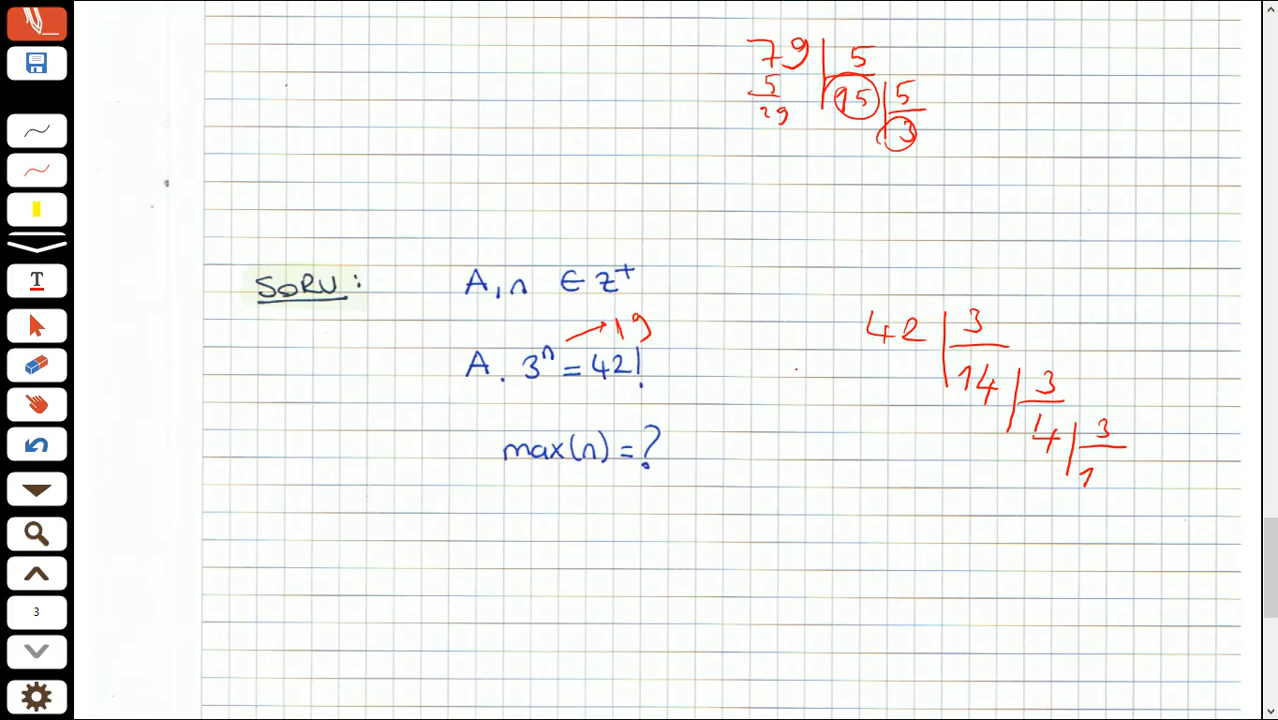 79 | 5
5
29
15 | 5
3
SORU: A, n ∈ Z⁺
19
A . 3ⁿ = 42!
max(n) = ?
42 | 3
14 | 3
4 | 3
1
T
3